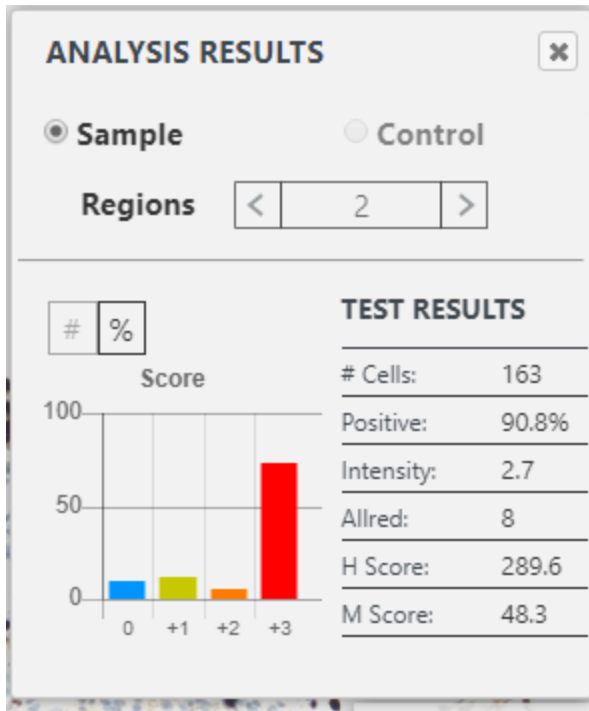 ANALYSIS RESULTS
Sample Control
Regions < 2 >
# %
Score
100
50
0
0 +1 +2 +3
TEST RESULTS
# Cells: 163
Positive: 90.8%
Intensity: 2.7
Allred: 8
H Score: 289.6
M Score: 48.3